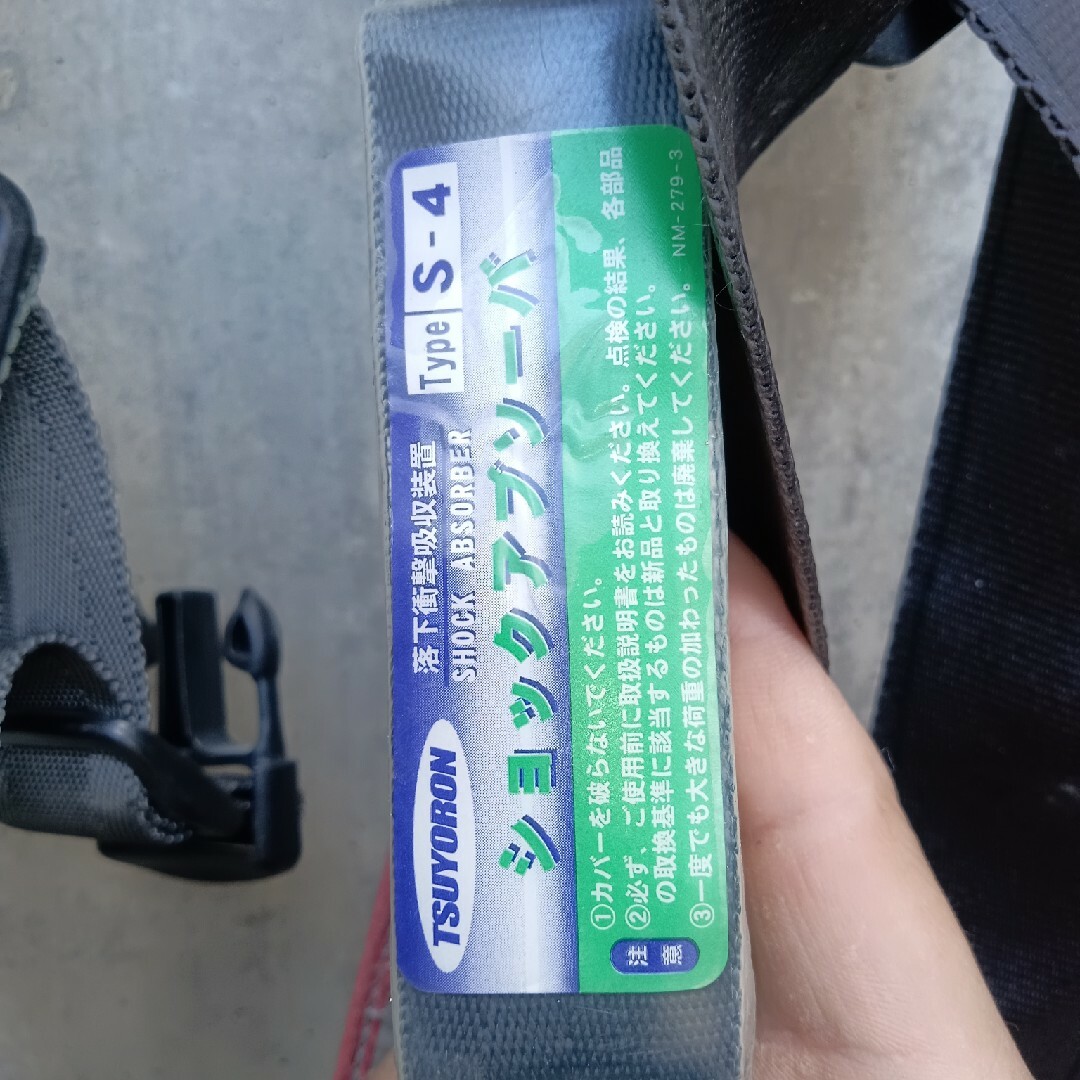 TSUYORON
落下衝撃吸収装置
SHOCK ABSORBER
Type S-4
ショックアブソーバ
注意
①カバーを破らないでください。
②必ず、ご使用前に取扱説明書をお読みください。点検の結果、各部品
の取換基準に該当するものは新品と取り換えてください。
③一度でも大きな荷重の加わったものは廃棄してください。
NM-279-3